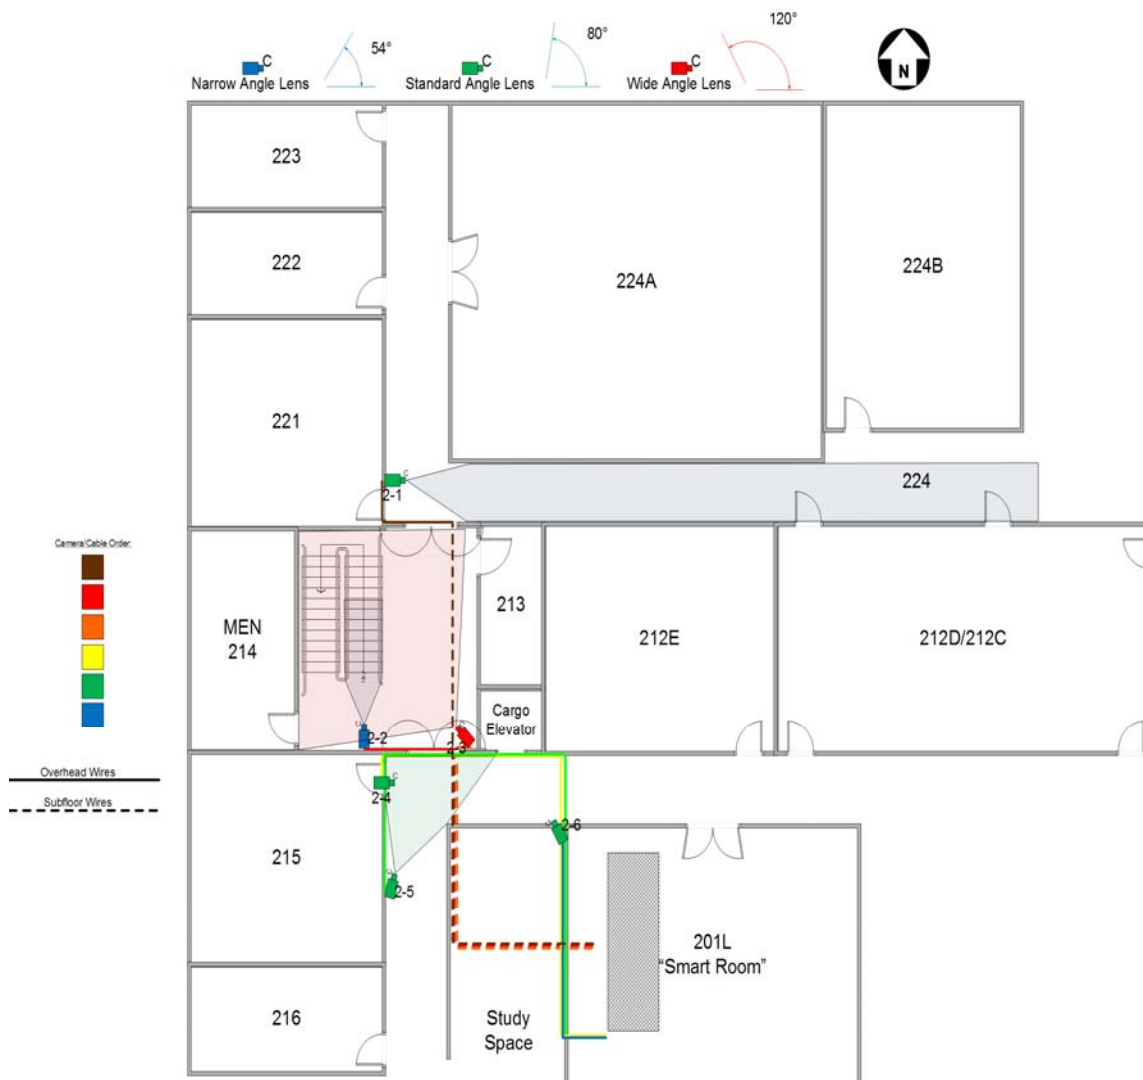 120°
80°
54°
C
C
C
Narrow Angle Lens
Standard Angle Lens
Wide Angle Lens
N
223
222
224A
224B
221
C
2-1
224
Camera/Cable Order:
MEN
214
213
212E
212D/212C
Cargo
Elevator
C
2-2
C
2-3
Overhead Wires
Subfloor Wires
C
2-4
2-6
215
C
2-5
201L
"Smart Room"
216
Study
Space